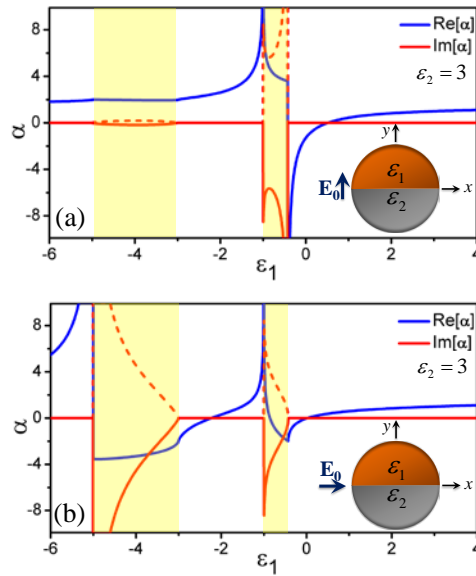 8
4
0
-4
-8
α
Re[α]
Im[α]
ε₂ = 3
y
ε₁
ε₂
x
E₀
(a)
-6 -4 -2 0 2 4
ε₁
8
4
0
-4
-8
α
Re[α]
Im[α]
ε₂ = 3
y
ε₁
ε₂
x
E₀
(b)
-6 -4 -2 0 2 4
ε₁